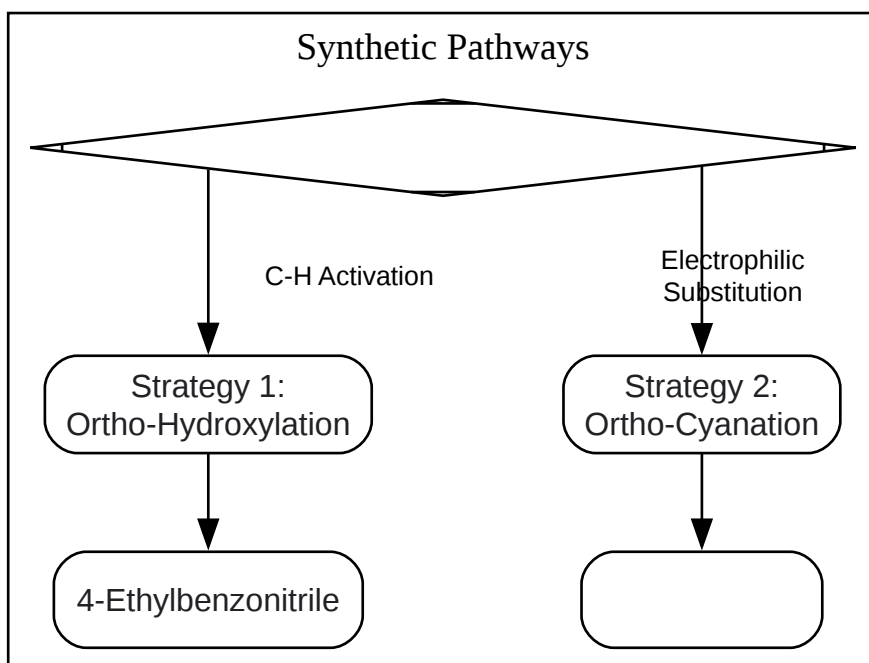 Synthetic Pathways
C-H Activation
Electrophilic
Substitution
Strategy 1:
Ortho-Hydroxylation
Strategy 2:
Ortho-Cyanation
4-Ethylbenzonitrile